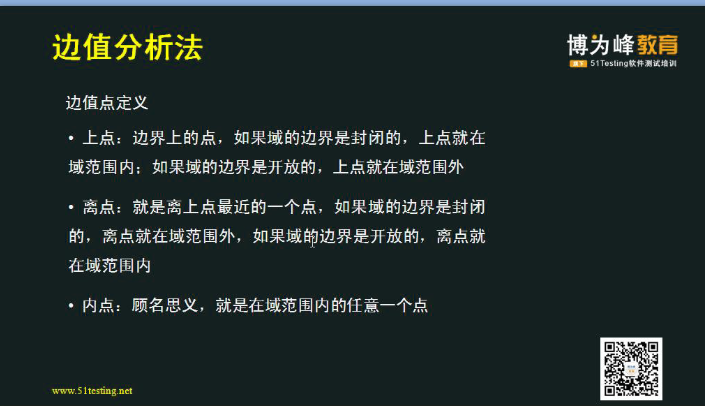 边值分析法
博为峰教育
旗下 51Testing软件测试培训
边值点定义
• 上点：边界上的点，如果域的边界是封闭的，上点就在
域范围内；如果域的边界是开放的，上点就在域范围外
• 离点：就是离上点最近的一个点，如果域的边界是封闭
的，离点就在域范围外，如果域的边界是开放的，离点就
在域范围内
• 内点：顾名思义，就是在域范围内的任意一个点
www.51testing.net